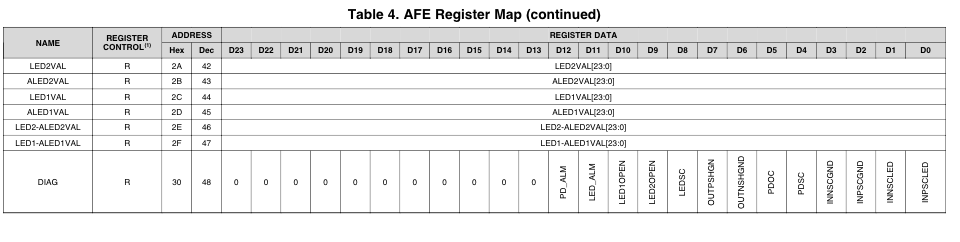 Table 4. AFE Register Map (continued)
NAME REGISTER CONTROL(1) ADDRESS REGISTER DATA
Hex Dec D23 D22 D21 D20 D19 D18 D17 D16 D15 D14 D13 D12 D11 D10 D9 D8 D7 D6 D5 D4 D3 D2 D1 D0
LED2VAL R 2A 42 LED2VAL[23:0]
ALED2VAL R 2B 43 ALED2VAL[23:0]
LED1VAL R 2C 44 LED1VAL[23:0]
ALED1VAL R 2D 45 ALED1VAL[23:0]
LED2-ALED2VAL R 2E 46 LED2-ALED2VAL[23:0]
LED1-ALED1VAL R 2F 47 LED1-ALED1VAL[23:0]
DIAG R 30 48 0 0 0 0 0 0 0 0 0 0 0 PD_ALM LED_ALM LED1OPEN LED2OPEN LEDSC OUTPSHGN OUTNSHGND PDOC PDSC INNSCGND INPSCGND INNSCLED INPSCLED